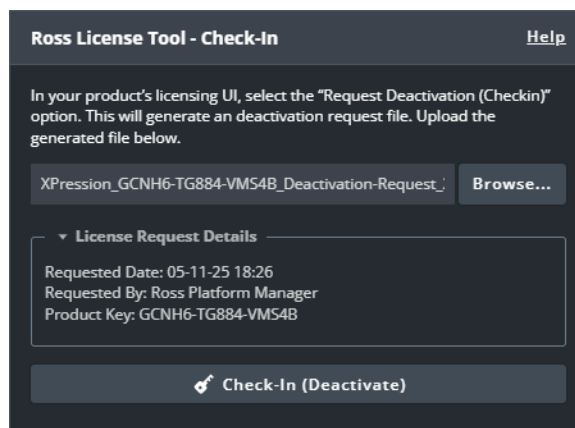 Ross License Tool - Check-In
Help
In your product's licensing UI, select the “Request Deactivation (Checkin)”
option. This will generate an deactivation request file. Upload the
generated file below.
XPression_GCNH6-TG884-VMS4B_Deactivation-Request_
Browse...
License Request Details
Requested Date: 05-11-25 18:26
Requested By: Ross Platform Manager
Product Key: GCNH6-TG884-VMS4B
Check-In (Deactivate)